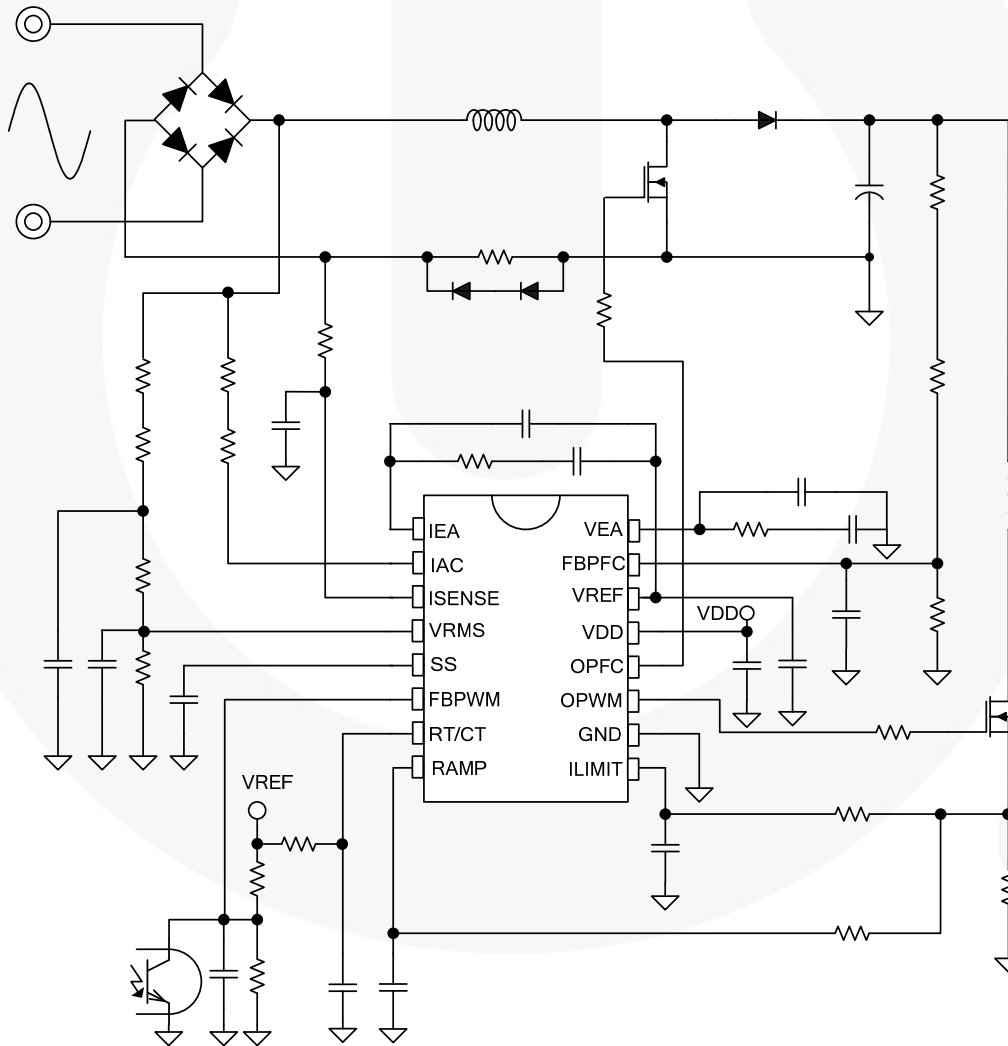 IEA
IAC
ISENSE
VRMS
SS
FBPWM
RT/CT
RAMP
VEA
FBPFC
VREF
VDD
OPFC
OPWM
GND
ILIMIT
VDD
VREF